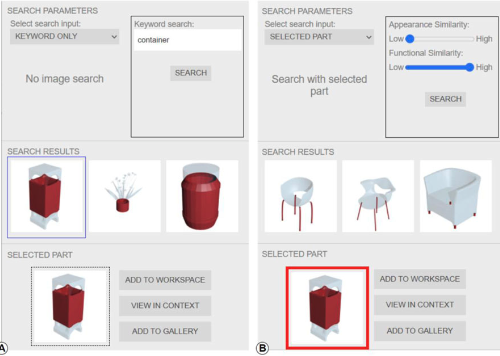 SEARCH PARAMETERS
Select search input:
KEYWORD ONLY
No image search
Keyword search:
container
SEARCH
SEARCH RESULTS
SELECTED PART
ADD TO WORKSPACE
VIEW IN CONTEXT
ADD TO GALLERY
A
SEARCH PARAMETERS
Select search input:
SELECTED PART
Search with selected
part
Appearance Similarity:
Low High
Functional Similarity:
Low High
SEARCH
SEARCH RESULTS
SELECTED PART
ADD TO WORKSPACE
VIEW IN CONTEXT
ADD TO GALLERY
B